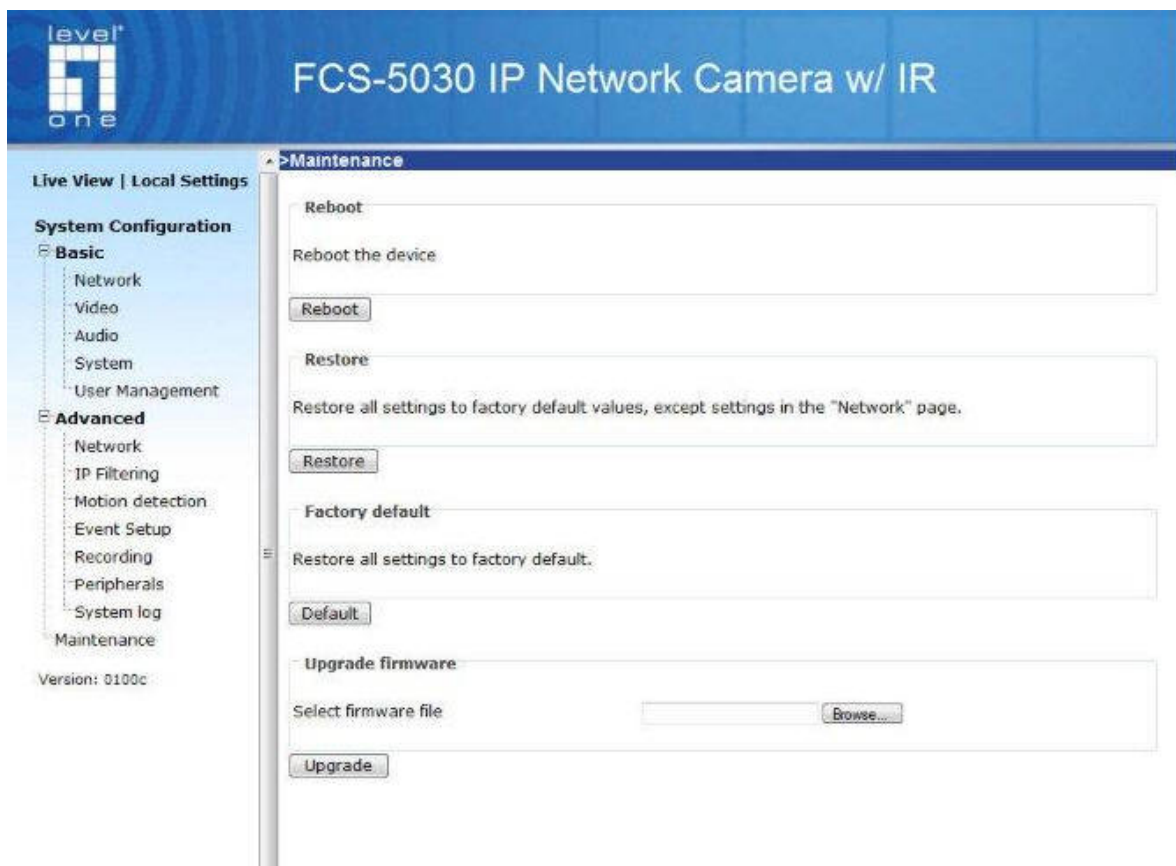 level
one
FCS-5030 IP Network Camera w/ IR
Live View | Local Settings
System Configuration
Basic
Network
Video
Audio
System
User Management
Advanced
Network
IP Filtering
Motion detection
Event Setup
Recording
Peripherals
System log
Maintenance
Version: 0100c
>Maintenance
Reboot
Reboot the device
Reboot
Restore
Restore all settings to factory default values, except settings in the "Network" page.
Restore
Factory default
Restore all settings to factory default.
Default
Upgrade firmware
Select firmware file Browse...
Upgrade